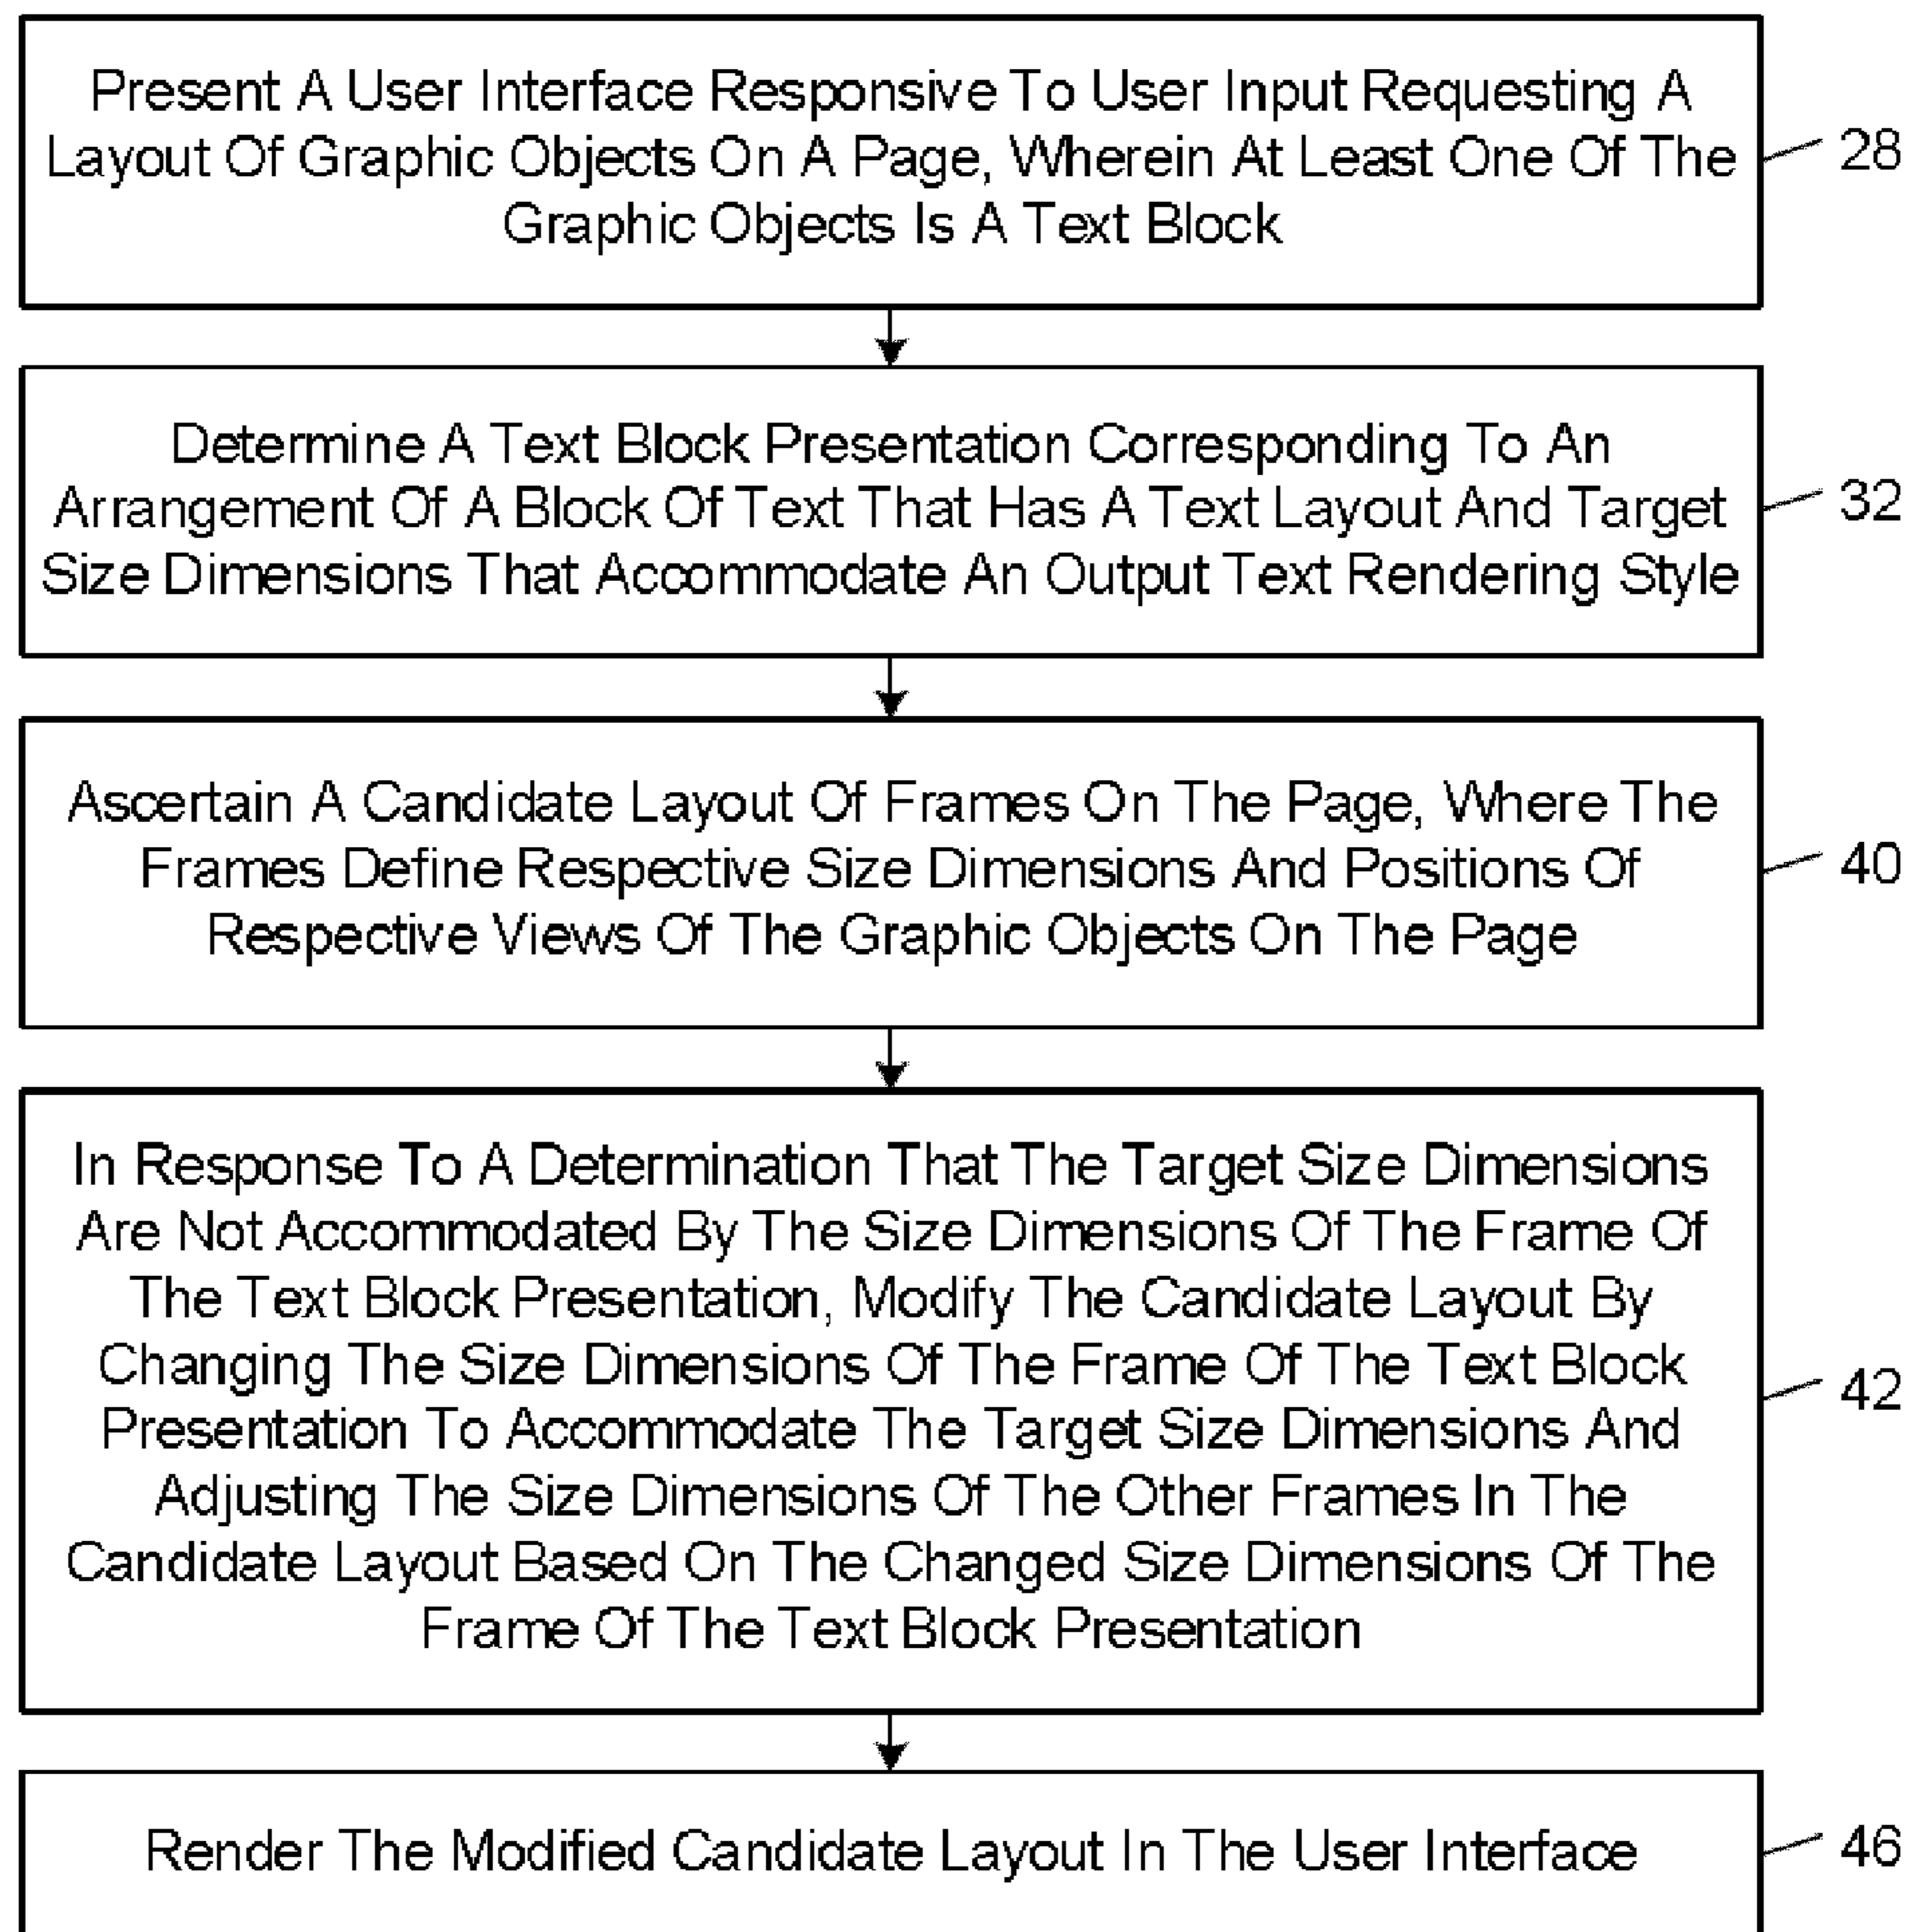 Present A User Interface Responsive To User Input Requesting A
Layout Of Graphic Objects On A Page, Wherein At Least One Of The
Graphic Objects Is A Text Block
28
Determine A Text Block Presentation Corresponding To An
Arrangement Of A Block Of Text That Has A Text Layout And Target
Size Dimensions That Accommodate An Output Text Rendering Style
32
Ascertain A Candidate Layout Of Frames On The Page, Where The
Frames Define Respective Size Dimensions And Positions Of
Respective Views Of The Graphic Objects On The Page
40
In Response To A Determination That The Target Size Dimensions
Are Not Accommodated By The Size Dimensions Of The Frame Of
The Text Block Presentation, Modify The Candidate Layout By
Changing The Size Dimensions Of The Frame Of The Text Block
Presentation To Accommodate The Target Size Dimensions And
Adjusting The Size Dimensions Of The Other Frames In The
Candidate Layout Based On The Changed Size Dimensions Of The
Frame Of The Text Block Presentation
42
Render The Modified Candidate Layout In The User Interface
46